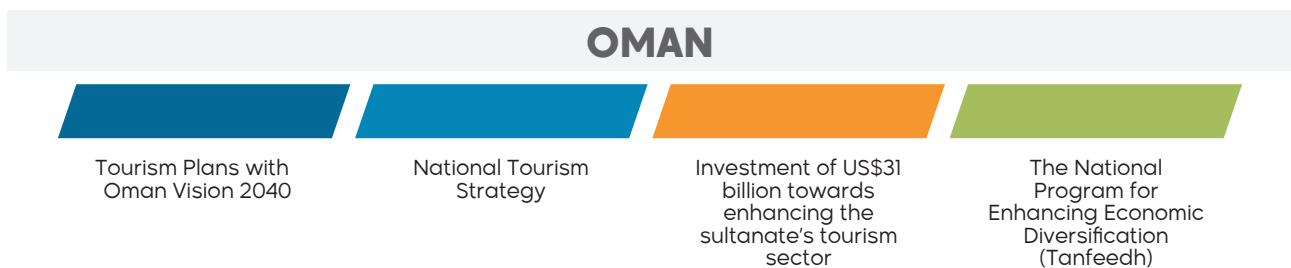 OMAN
Tourism Plans with
Oman Vision 2040
National Tourism
Strategy
Investment of US$31
billion towards
enhancing the
sultanate's tourism
sector
The National
Program for
Enhancing Economic
Diversification
(Tanfeedh)